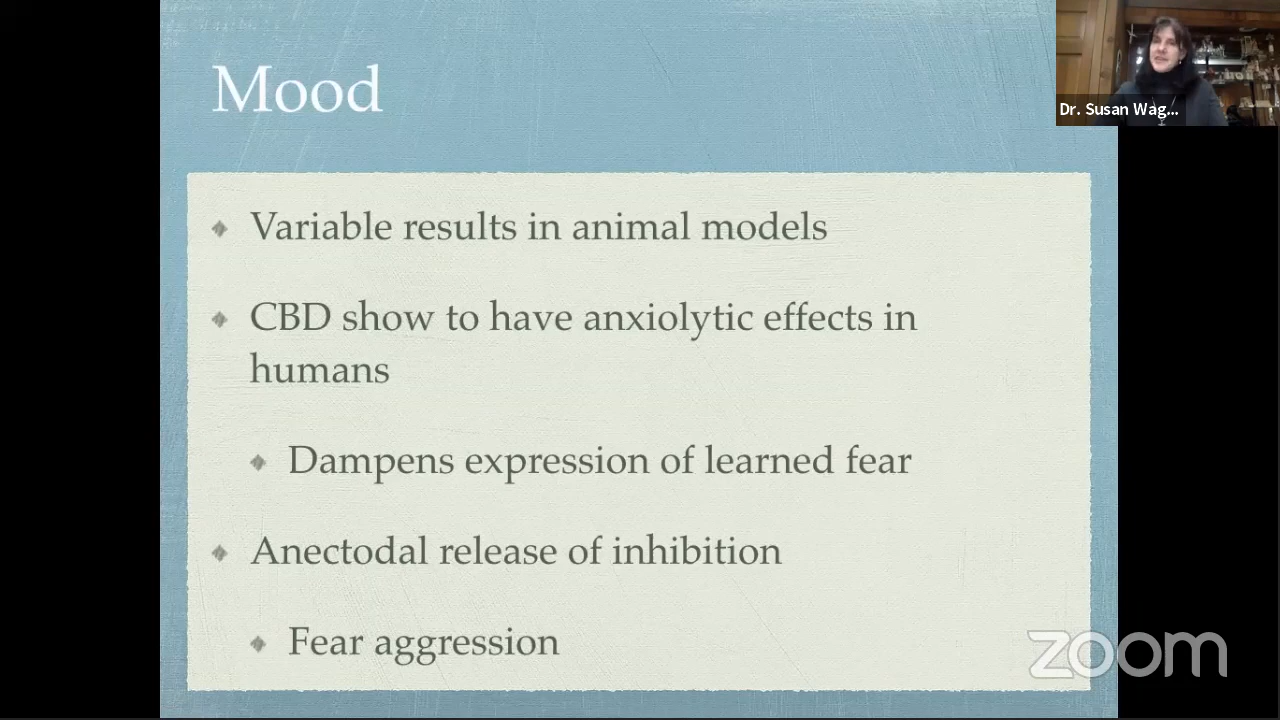 Mood
Dr. Susan Wag...
Variable results in animal models
CBD show to have anxiolytic effects in
humans
Dampens expression of learned fear
Anectodal release of inhibition
Fear aggression
zoom